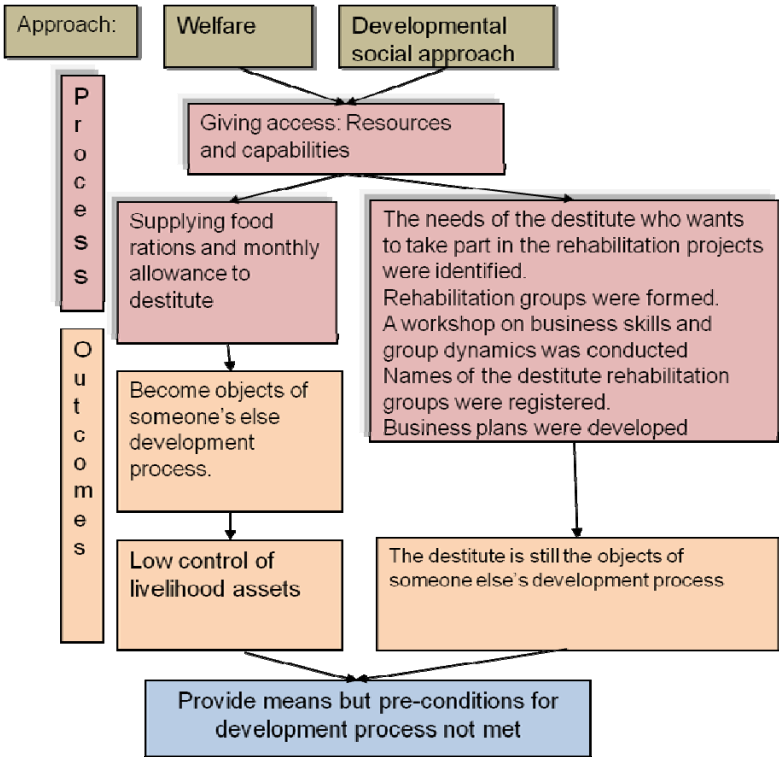 Approach:
Welfare
Developmental
social approach
Process
Giving access: Resources
and capabilities
Supplying food
rations and monthly
allowance to
destitute
The needs of the destitute who wants
to take part in the rehabilitation projects
were identified.
Rehabilitation groups were formed.
A workshop on business skills and
group dynamics was conducted
Names of the destitute rehabilitation
groups were registered.
Business plans were developed
Outcomes
Become objects of
someone's else
development
process.
Low control of
livelihood assets
The destitute is still the objects of
someone else's development process
Provide means but pre-conditions for
development process not met